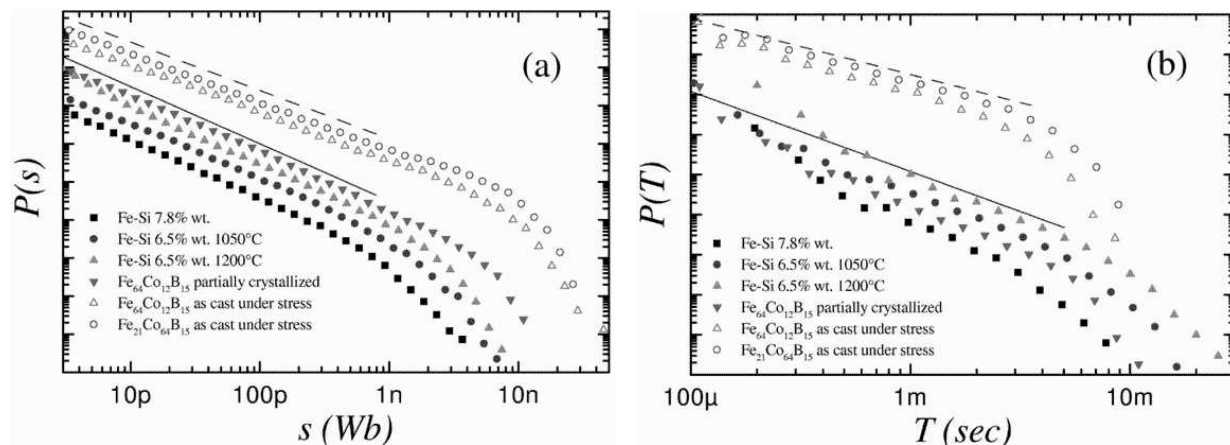 (a)
P(s)
Fe-Si 7.8% wt.
Fe-Si 6.5% wt. 1050°C
Fe-Si 6.5% wt. 1200°C
Fe₆₄Co₁₂B₁₅ partially crystallized
Fe₆₄Co₁₂B₁₅ as cast under stress
Fe₂₁Co₆₄B₁₅ as cast under stress
10p 100p 1n 10n
s (Wb)
(b)
P(T)
Fe-Si 7.8% wt.
Fe-Si 6.5% wt. 1050°C
Fe-Si 6.5% wt. 1200°C
Fe₆₄Co₁₂B₁₅ partially crystallized
Fe₆₄Co₁₂B₁₅ as cast under stress
Fe₂₁Co₆₄B₁₅ as cast under stress
100μ 1m 10m
T (sec)